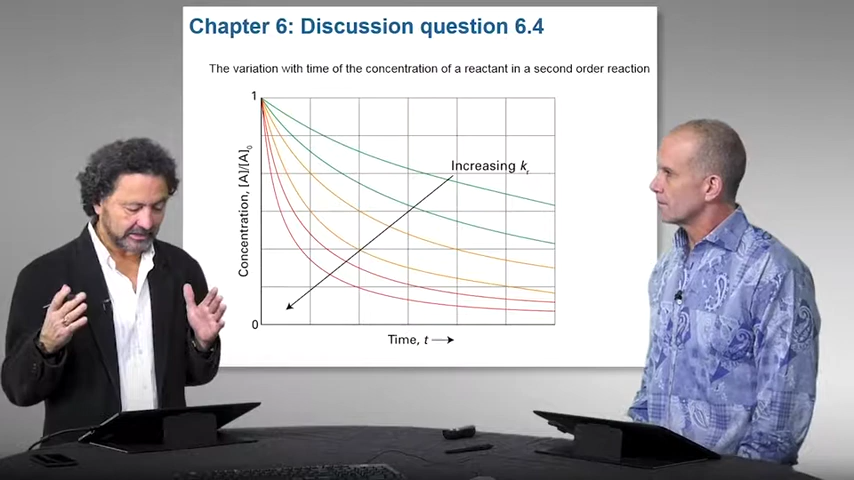 Chapter 6: Discussion question 6.4
The variation with time of the concentration of a reactant in a second order reaction
1
Increasing kᵣ
Concentration, [A]/[A]₀
0
Time, t →